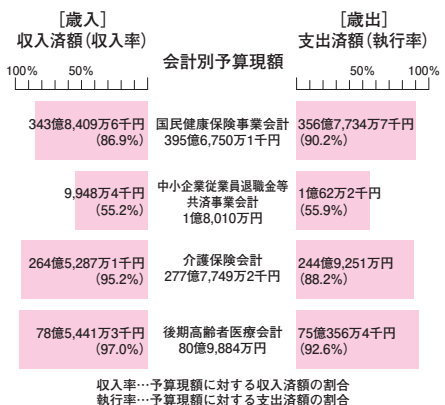 ［歳入］
収入済額（収入率）
100%
50%
会計別予算現額
［歳出］
支出済額（執行率）
50%
100%
343億8,409万6千円
（86.9%）
国民健康保険事業会計
395億6,750万1千円
356億7,734万7千円
（90.2%）
9,948万4千円
（55.2%）
中小企業従業員退職金等
共済事業会計
1億8,010万円
1億62万2千円
（55.9%）
264億5,287万1千円
（95.2%）
介護保険会計
277億7,749万2千円
244億9,251万円
（88.2%）
78億5,441万3千円
（97.0%）
後期高齢者医療会計
80億9,884万円
75億356万4千円
（92.6%）
収入率…予算現額に対する収入済額の割合
執行率…予算現額に対する支出済額の割合